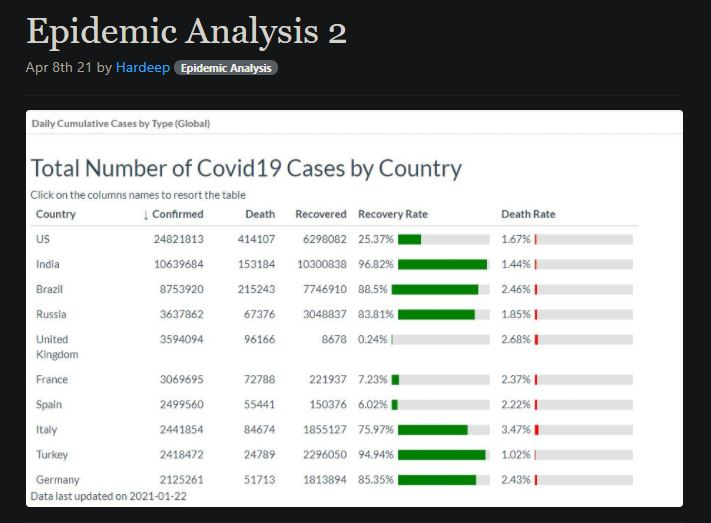 Epidemic Analysis 2
Apr 8th 21 by Hardeep Epidemic Analysis
Daily Cumulative Cases by Type (Global)
Total Number of Covid19 Cases by Country
Click on the columns names to resort the table
Country ↓ Confirmed Death Recovered Recovery Rate Death Rate
US 24821813 414107 6298082 25.37% 1.67%
India 10639684 153184 10300838 96.82% 1.44%
Brazil 8753920 215243 7746910 88.5% 2.46%
Russia 3637862 67376 3048837 83.81% 1.85%
United 3594094 96166 8678 0.24% 2.68%
Kingdom
France 3069695 72788 221937 7.23% 2.37%
Spain 2499560 55441 150376 6.02% 2.22%
Italy 2441854 84674 1855127 75.97% 3.47%
Turkey 2418472 24789 2296050 94.94% 1.02%
Germany 2125261 51713 1813894 85.35% 2.43%
Data last updated on 2021-01-22